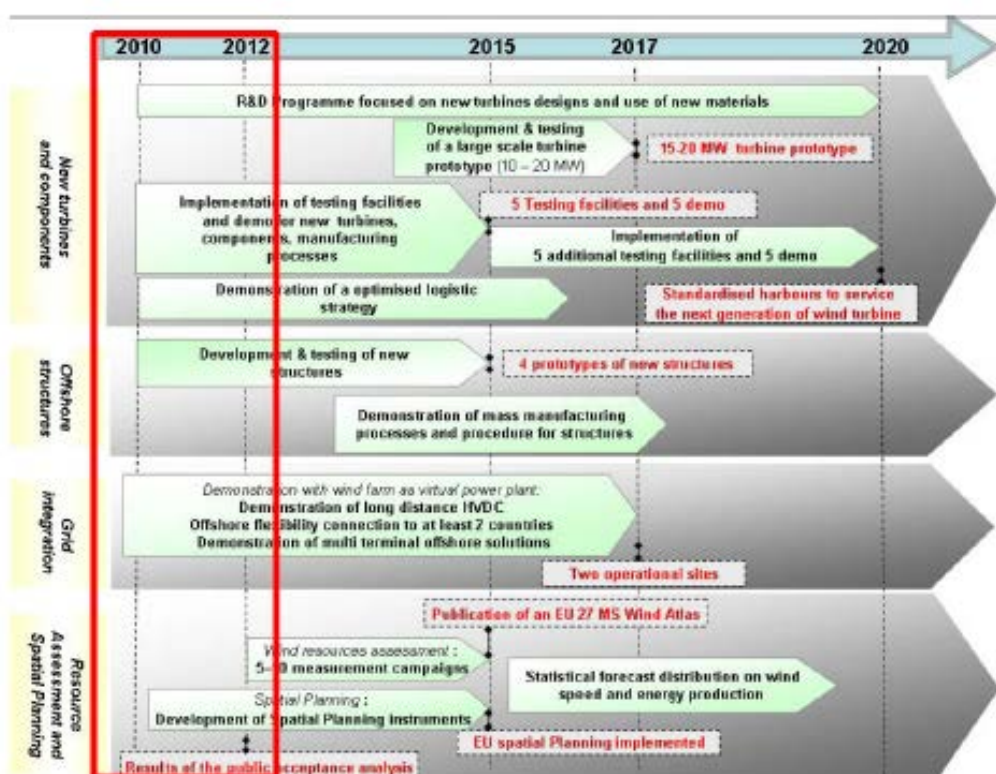 2010 2012 2015 2017 2020
New turbines
and components
R&D Programme focused on new turbines designs and use of new materials
Development & testing
of a large scale turbine
prototype (10 – 20 MW)
15-20 MW turbine prototype
Implementation of testing facilities
and demo for new turbines,
components, manufacturing
processes
5 Testing facilities and 5 demo
Implementation of
5 additional testing facilities and 5 demo
Demonstration of a optimised logistic
strategy
Standardised harbours to service
the next generation of wind turbine
Offshore
structures
Development & testing of new
structures
4 prototypes of new structures
Demonstration of mass manufacturing
processes and procedure for structures
Grid
integration
Demonstration with wind farm as virtual power plant:
Demonstration of long distance HVDC
Offshore flexibility connection to at least 2 countries
Demonstration of multi terminal offshore solutions
Two operational sites
Resource
Assessment and
Spatial Planning
Publication of an EU 27 MS Wind Atlas
Wind resources assessment :
5-10 measurement campaigns
Statistical forecast distribution on wind
speed and energy production
Spatial Planning :
Development of Spatial Planning instruments
EU spatial Planning implemented
Results of the public acceptance analysis